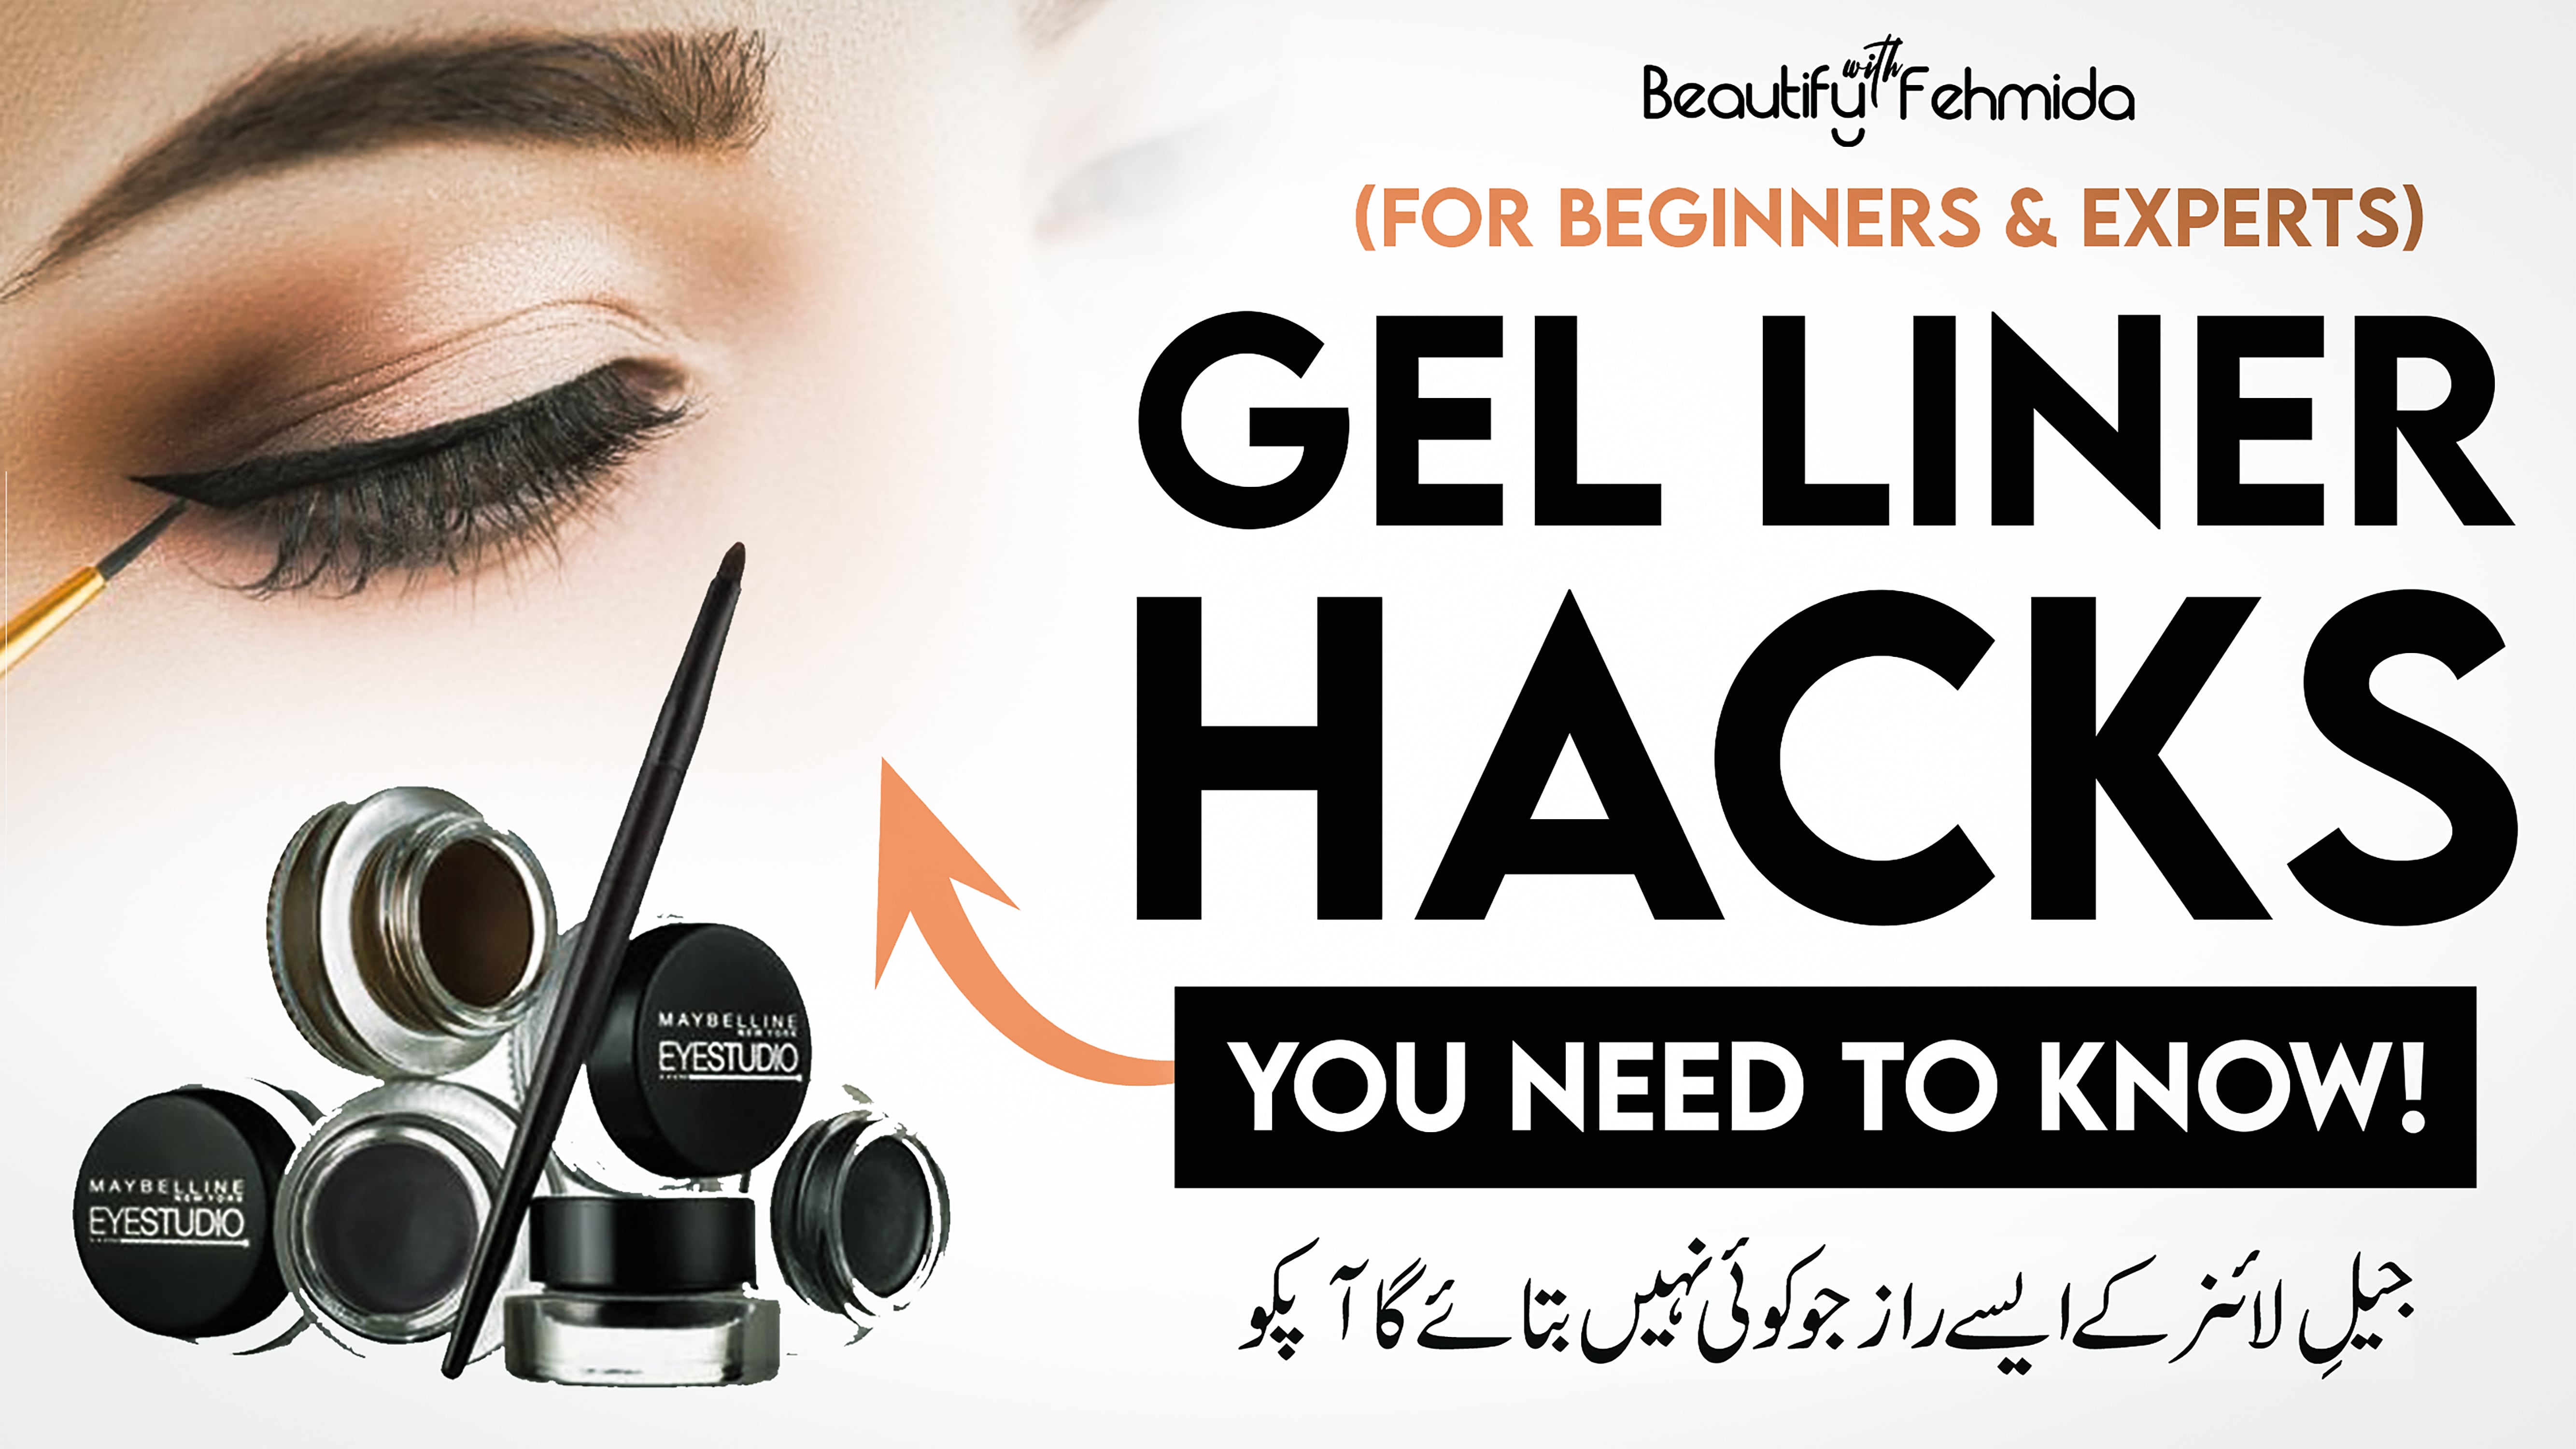 Beautify with Fehmida
(FOR BEGINNERS & EXPERTS)
GEL LINER
HACKS
YOU NEED TO KNOW!
جیلِ لائنر کے ایسے راز جو کوئی نہیں بتائے گا آپکو
MAYBELLINE
NEW YORK
EYESTUDIO
MAYBELLINE
NEW YORK
EYESTUDIO